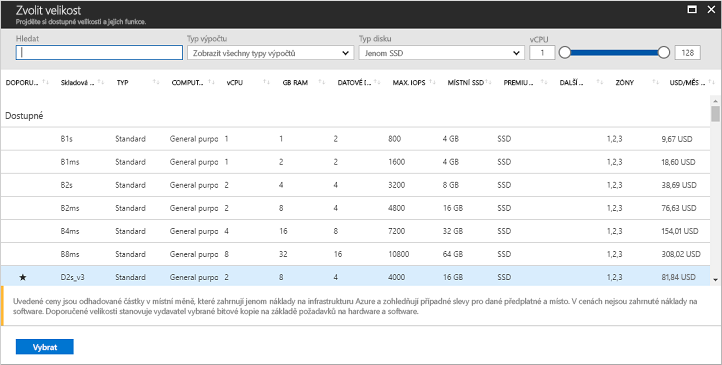 Zvolit velikost
Projděte si dostupné velikosti a jejich funkce.
Hledat Typ výpočtu Typ disku vCPU
Zobrazit všechny typy výpočtů Jenom SSD 1 128
DOPORU... Skladová ... TYP COMPUT... vCPU GB RAM DATOVÉ D... MAX. IOPS MÍSTNÍ SSD PREMIU... DALŠÍ ... ZÓNY USD/MĚS ...
Dostupné
B1s Standard General purpo 1 1 2 800 4 GB SSD 1,2,3 9,67 USD
B1ms Standard General purpo 1 2 2 1600 4 GB SSD 1,2,3 18,60 USD
B2s Standard General purpo 2 4 4 3200 8 GB SSD 1,2,3 38,69 USD
B2ms Standard General purpo 2 8 4 4800 16 GB SSD 1,2,3 76,63 USD
B4ms Standard General purpo 4 16 8 7200 32 GB SSD 1,2,3 154,01 USD
B8ms Standard General purpo 8 32 16 10800 64 GB SSD 1,2,3 308,02 USD
★ D2s_v3 Standard General purpo 2 8 4 4000 16 GB SSD 1,2,3 81,84 USD
Uvedené ceny jsou odhadované částky v místní měně, které zahrnují jenom náklady na infrastrukturu Azure a zohledňují případné slevy pro dané předplatné a místo. V cenách nejsou zahrnuté náklady na
software. Doporučené velikosti stanovuje vydavatel vybrané bitové kopie na základě požadavků na hardware a software.
Vybrat